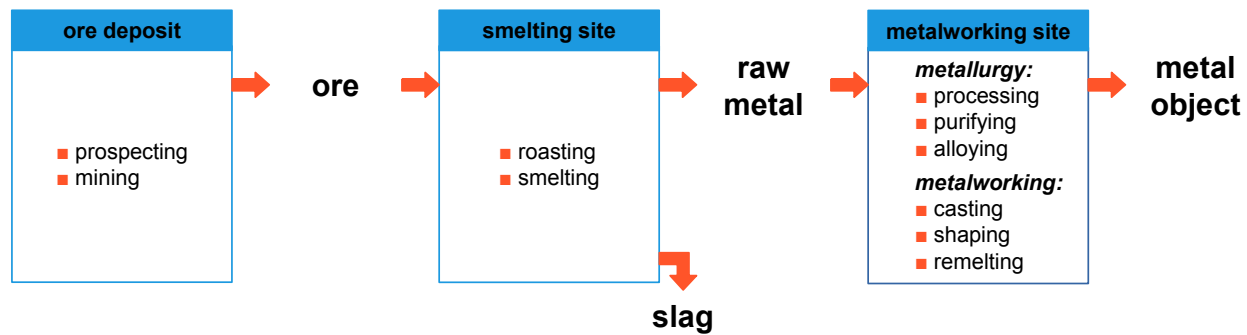 ore deposit
prospecting
mining
ore
smelting site
roasting
smelting
slag
raw
metal
metalworking site
metallurgy:
processing
purifying
alloying
metalworking:
casting
shaping
remelting
metal
object